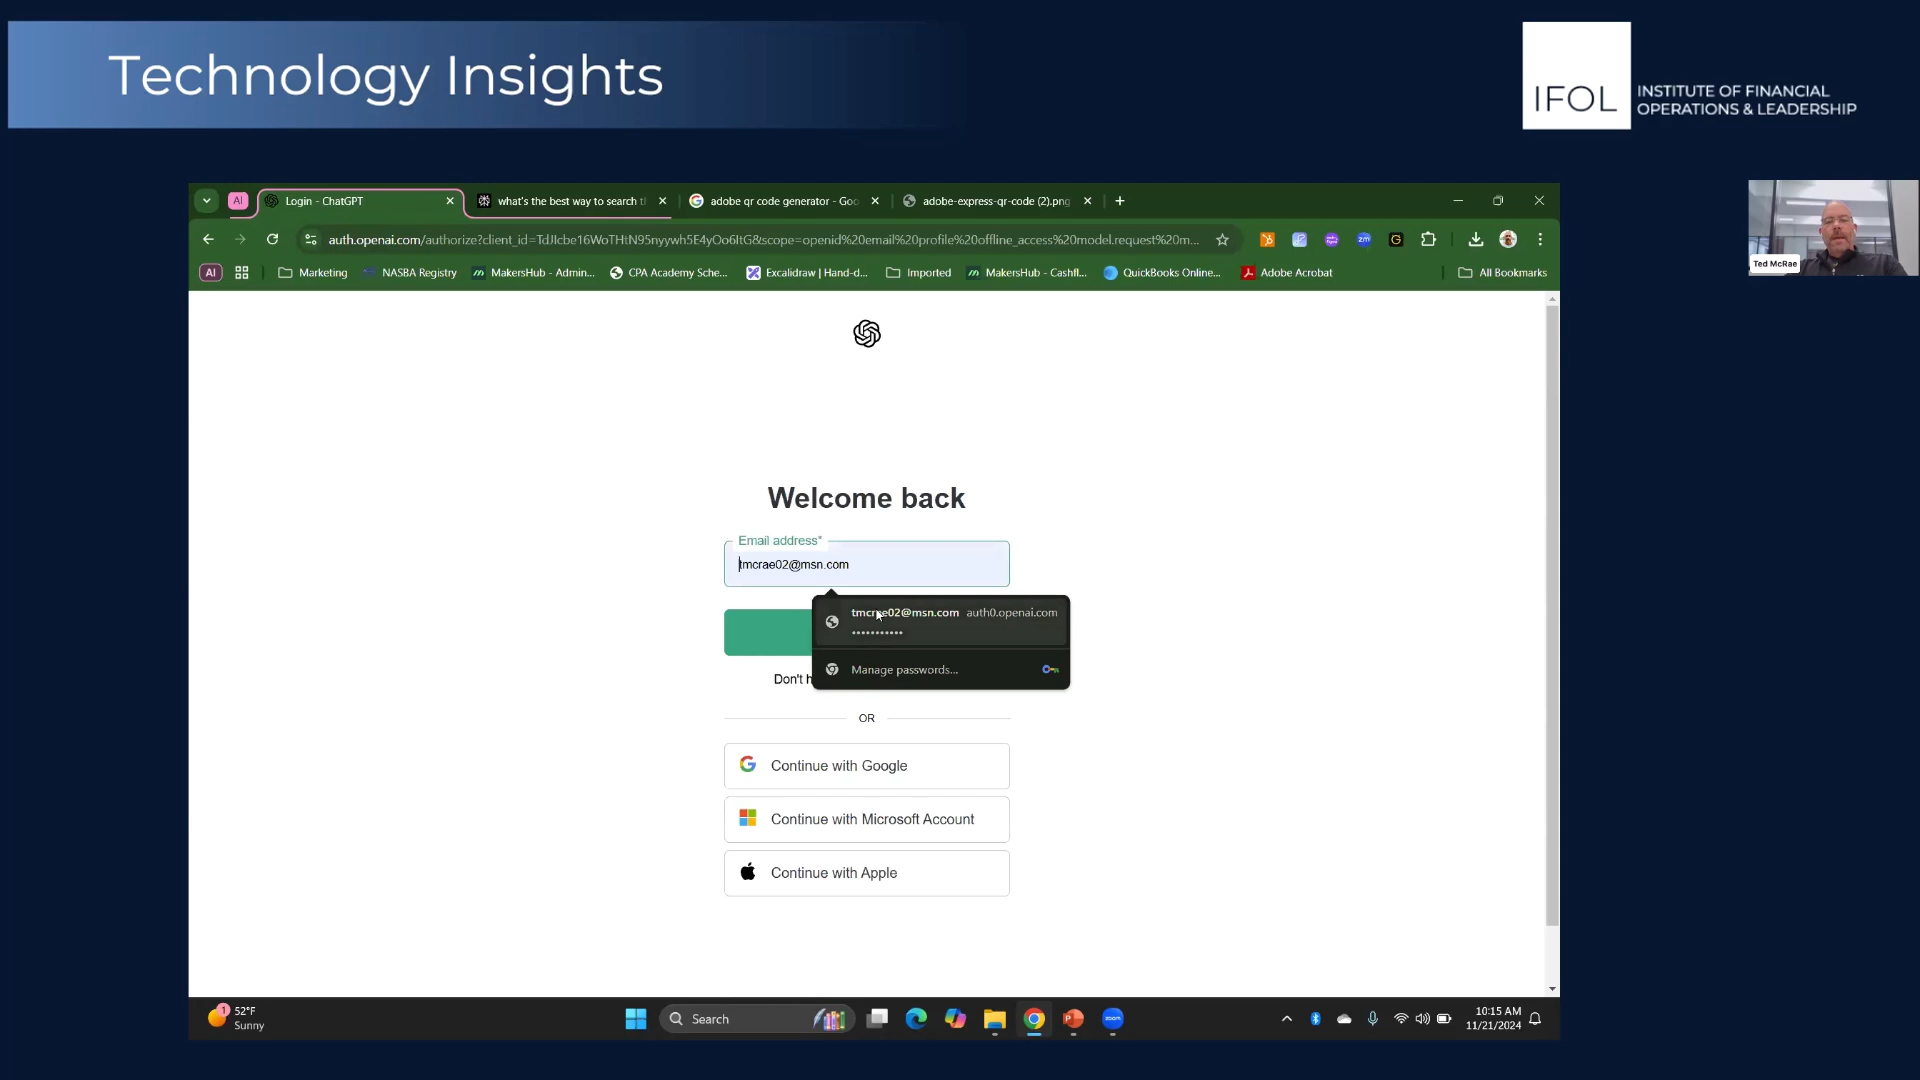 Technology Insights
IFOL
INSTITUTE OF FINANCIAL
OPERATIONS & LEADERSHIP
AI
Login - ChatGPT
what's the best way to search t
adobe qr code generator - Goo
adobe-express-qr-code (2).png
auth.openai.com/authorize?client_id=TdJIcbe16WoTHtN95nyywh5E4yOo6ItG&scope=openid%20email%20profile%20offline_access%20model.request%20m...
AI
Marketing
NASBA Registry
MakersHub - Admin...
CPA Academy Sche...
Excalidraw | Hand-d...
Imported
MakersHub - Cashfl...
QuickBooks Online...
Adobe Acrobat
All Bookmarks
Ted McRae
Welcome back
Email address*
tmcrae02@msn.com
tmcrae02@msn.com auth0.openai.com
•••••••••••
Manage passwords...
Don't h
OR
Continue with Google
Continue with Microsoft Account
Continue with Apple
1
52°F
Sunny
Search
zoom
10:15 AM
11/21/2024